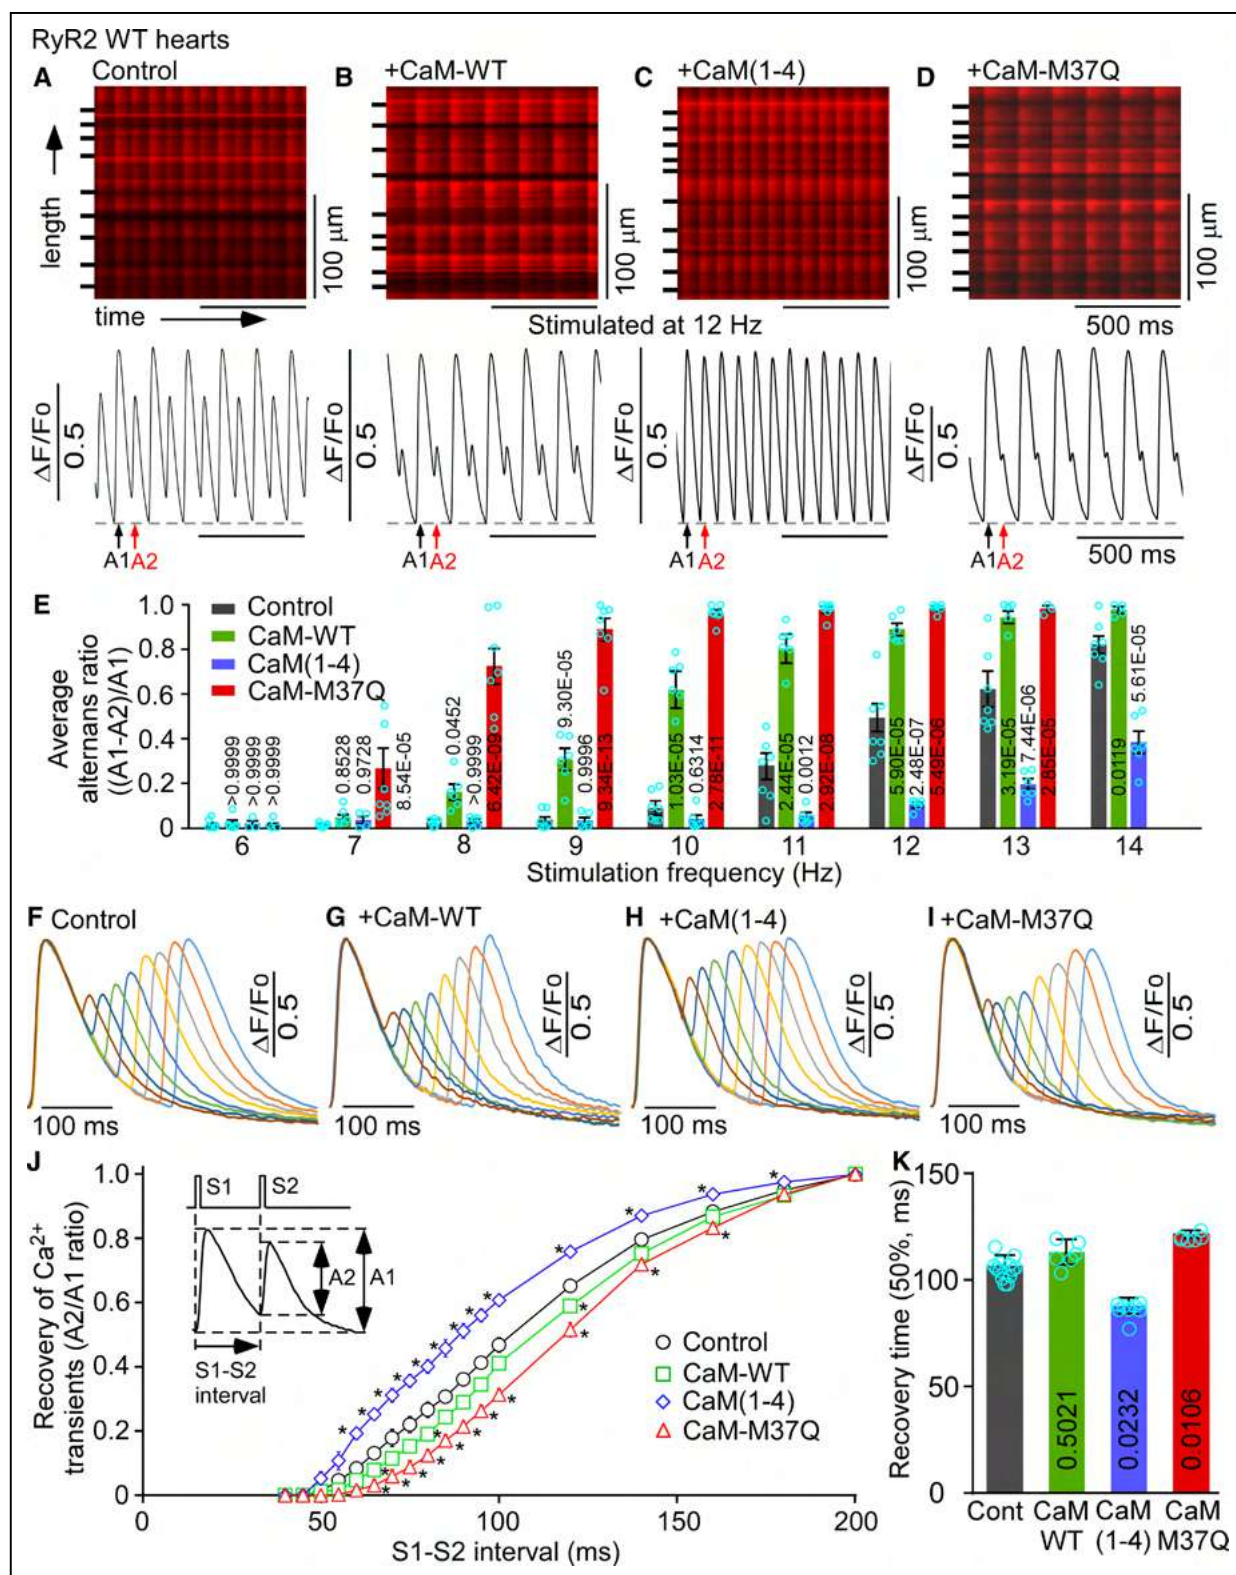 RyR2 WT hearts
A Control
B +CaM-WT
C +CaM(1-4)
D +CaM-M37Q
length
100 μm
100 μm
100 μm
100 μm
time
Stimulated at 12 Hz
500 ms
ΔF/Fo
0.5
ΔF/Fo
0.5
ΔF/Fo
0.5
ΔF/Fo
0.5
A1 A2
A1 A2
A1 A2
A1 A2
500 ms
E
Average
alternans ratio
((A1-A2)/A1)
1.0
0.8
0.6
0.4
0.2
0
Control
CaM-WT
CaM(1-4)
CaM-M37Q
>0.9999
>0.9999
>0.9999
0.8528
0.9728
8.54E-05
0.0452
>0.9999
6.42E-09
9.30E-05
0.9996
9.34E-13
1.03E-05
0.6314
2.78E-11
2.44E-05
0.0012
2.92E-08
5.90E-05
2.48E-07
5.49E-06
3.19E-05
7.44E-06
2.85E-05
0.0119
5.61E-05
6 7 8 9 10 11 12 13 14
Stimulation frequency (Hz)
F Control
G +CaM-WT
H +CaM(1-4)
I +CaM-M37Q
ΔF/Fo
0.5
ΔF/Fo
0.5
ΔF/Fo
0.5
ΔF/Fo
0.5
100 ms
100 ms
100 ms
100 ms
J
Recovery of Ca2+
transients (A2/A1 ratio)
1.0
0.8
0.6
0.4
0.2
0
S1 S2
A2 A1
S1-S2
interval
* * * * * * * * * * * * * *
* * * * * * * * * * * *
Control
CaM-WT
CaM(1-4)
CaM-M37Q
0 50 100 150 200
S1-S2 interval (ms)
K
Recovery time (50%, ms)
150
100
50
0
0.5021
0.0232
0.0106
Cont CaM CaM CaM
WT (1-4) M37Q